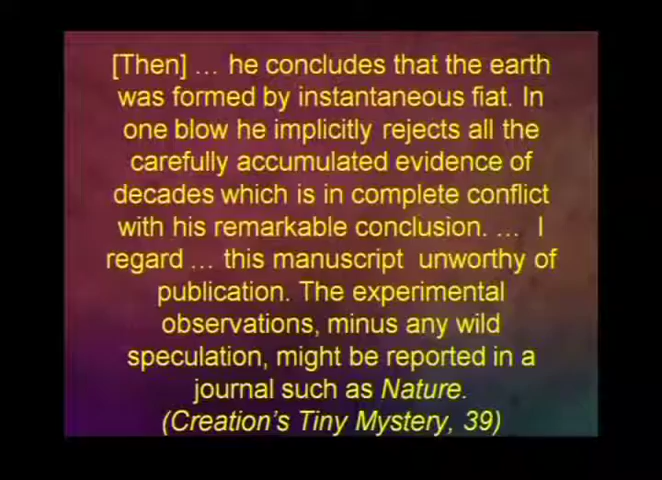 [Then] … he concludes that the earth
was formed by instantaneous fiat. In
one blow he implicitly rejects all the
carefully accumulated evidence of
decades which is in complete conflict
with his remarkable conclusion. … I
regard … this manuscript unworthy of
publication. The experimental
observations, minus any wild
speculation, might be reported in a
journal such as Nature.
(Creation's Tiny Mystery, 39)